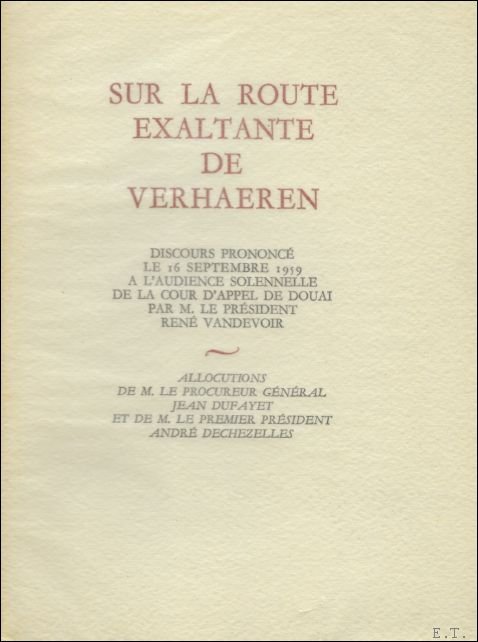 SUR LA ROUTE
EXALTANTE
DE
VERHAEREN
DISCOURS PRONONCÉ
LE 16 SEPTEMBRE 1959
A L'AUDIENCE SOLENNELLE
DE LA COUR D'APPEL DE DOUAI
PAR M. LE PRÉSIDENT
RENÉ VANDEVOIR
ALLOCUTIONS
DE M. LE PROCUREUR GÉNÉRAL
JEAN DUFAYET
ET DE M. LE PREMIER PRÉSIDENT
ANDRÉ DECHEZELLES
E.T.